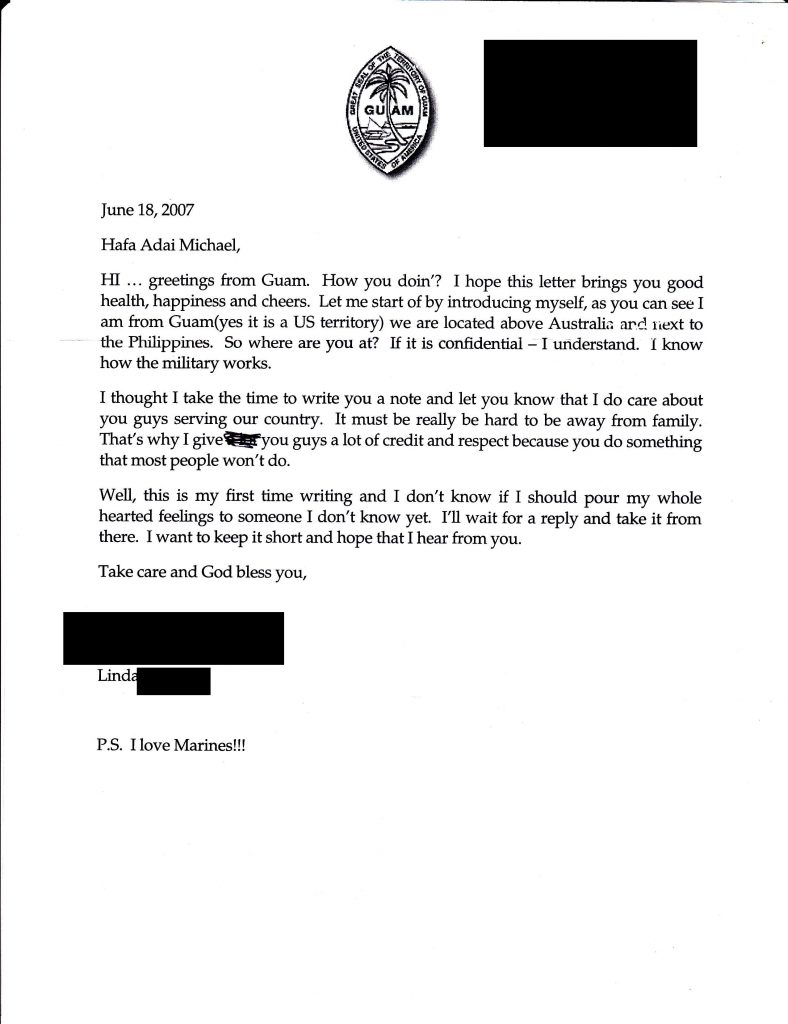 GREAT SEAL OF THE TERRITORY OF GUAM
GUAM
UNITED STATES OF AMERICA
June 18, 2007
Hafa Adai Michael,
HI … greetings from Guam. How you doin'? I hope this letter brings you good
health, happiness and cheers. Let me start of by introducing myself, as you can see I
am from Guam(yes it is a US territory) we are located above Australia and next to
the Philippines. So where are you at? If it is confidential – I understand. I know
how the military works.
I thought I take the time to write you a note and let you know that I do care about
you guys serving our country. It must be really be hard to be away from family.
That's why I give you guys a lot of credit and respect because you do something
that most people won't do.
Well, this is my first time writing and I don't know if I should pour my whole
hearted feelings to someone I don't know yet. I'll wait for a reply and take it from
there. I want to keep it short and hope that I hear from you.
Take care and God bless you,
Linda
P.S. I love Marines!!!